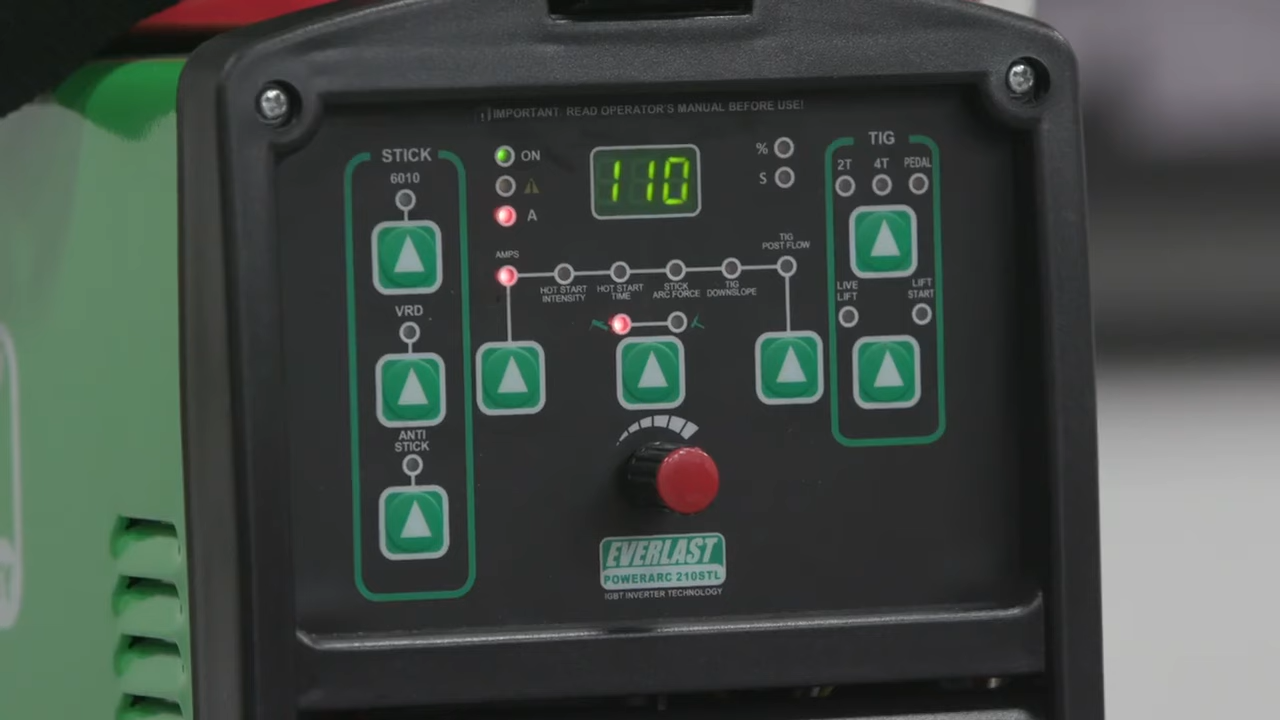 ! IMPORTANT: READ OPERATOR'S MANUAL BEFORE USE!
STICK
6010
VRD
ANTI
STICK
ON
A
110
%
S
AMPS
HOT START
INTENSITY
HOT START
TIME
STICK
ARC FORCE
TIG
DOWNSLOPE
TIG
POST FLOW
TIG
2T 4T PEDAL
LIVE
LIFT
LIFT
START
EVERLAST
POWERARC 210STL
IGBT INVERTER TECHNOLOGY